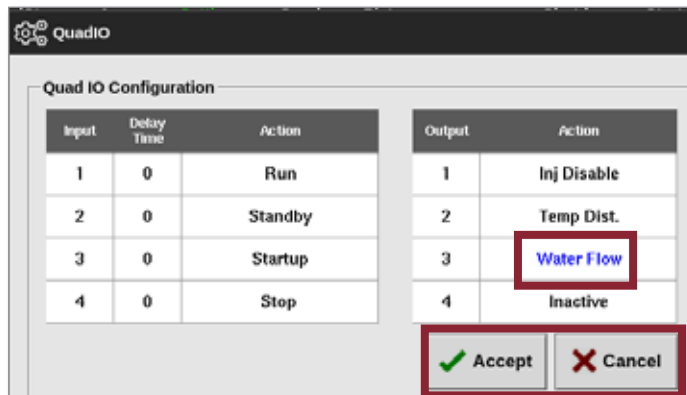 QuadIO
Quad IO Configuration
Input Delay Time Action
1 0 Run
2 0 Standby
3 0 Startup
4 0 Stop
Output Action
1 Inj Disable
2 Temp Dist.
3 Water Flow
4 Inactive
Accept Cancel